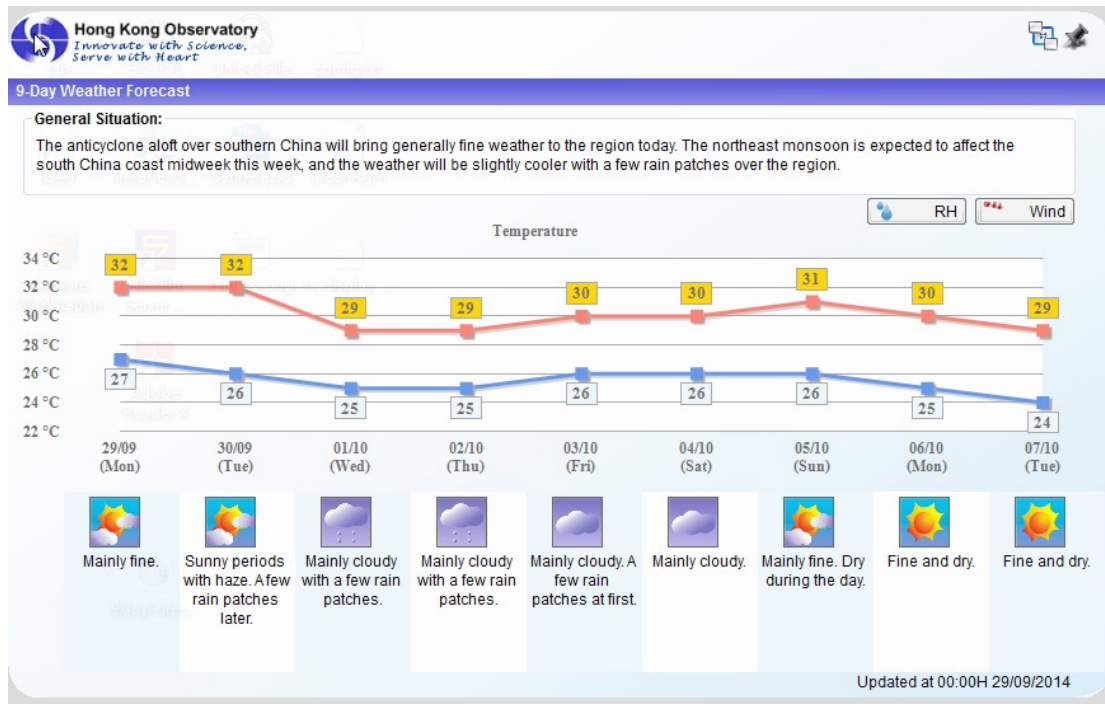 Hong Kong Observatory
Innovate with Science,
Serve with Heart
9-Day Weather Forecast
General Situation:
The anticyclone aloft over southern China will bring generally fine weather to the region today. The northeast monsoon is expected to affect the
south China coast midweek this week, and the weather will be slightly cooler with a few rain patches over the region.
RH Wind
Temperature
34 °C
32 °C
30 °C
28 °C
26 °C
24 °C
22 °C
32 32 29 29 30 30 31 30 29
27 26 25 25 26 26 26 25 24
29/09 30/09 01/10 02/10 03/10 04/10 05/10 06/10 07/10
(Mon) (Tue) (Wed) (Thu) (Fri) (Sat) (Sun) (Mon) (Tue)
Mainly fine.
Sunny periods
with haze. A few
rain patches
later.
Mainly cloudy
with a few rain
patches.
Mainly cloudy
with a few rain
patches.
Mainly cloudy. A
few rain
patches at first.
Mainly cloudy.
Mainly fine. Dry
during the day.
Fine and dry.
Fine and dry.
Updated at 00:00H 29/09/2014